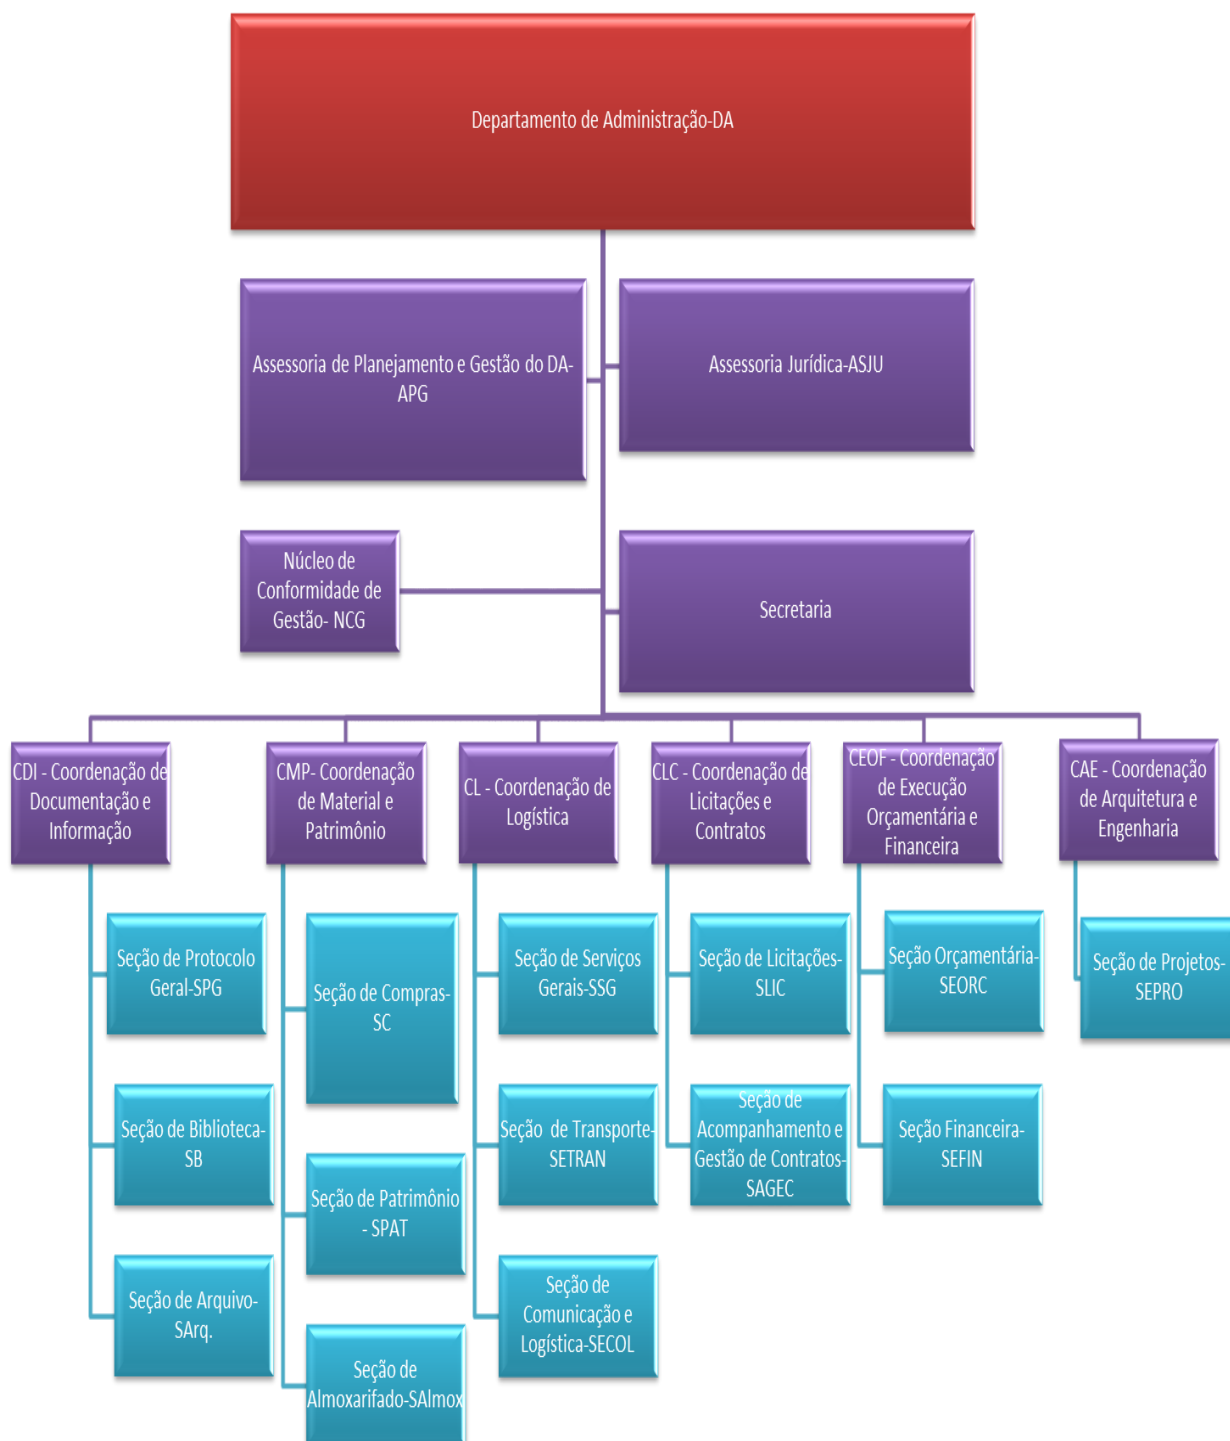 Departamento de Administração-DA
Assessoria de Planejamento e Gestão do DA-
APG
Assessoria Jurídica-ASJU
Núcleo de
Conformidade de
Gestão- NCG
Secretaria
CDI - Coordenação de
Documentação e
Informação
CMP- Coordenação
de Material e
Patrimônio
CL - Coordenação de
Logística
CLC - Coordenação de
Licitações e
Contratos
CEOF - Coordenação
de Execução
Orçamentária e
Financeira
CAE - Coordenação
de Arquitetura e
Engenharia
Seção de Protocolo
Geral-SPG
Seção de Compras-
SC
Seção de Serviços
Gerais-SSG
Seção de Licitações-
SLIC
Seção Orçamentária-
SEORC
Seção de Projetos-
SEPRO
Seção de Biblioteca-
SB
Seção de Patrimônio
- SPAT
Seção  de Transporte-
SETRAN
Seção de
Acompanhamento e
Gestão de Contratos-
SAGEC
Seção Financeira-
SEFIN
Seção de Arquivo-
SArq.
Seção de
Almoxarifado-SAlmox
Seção de
Comunicação e
Logística-SECOL